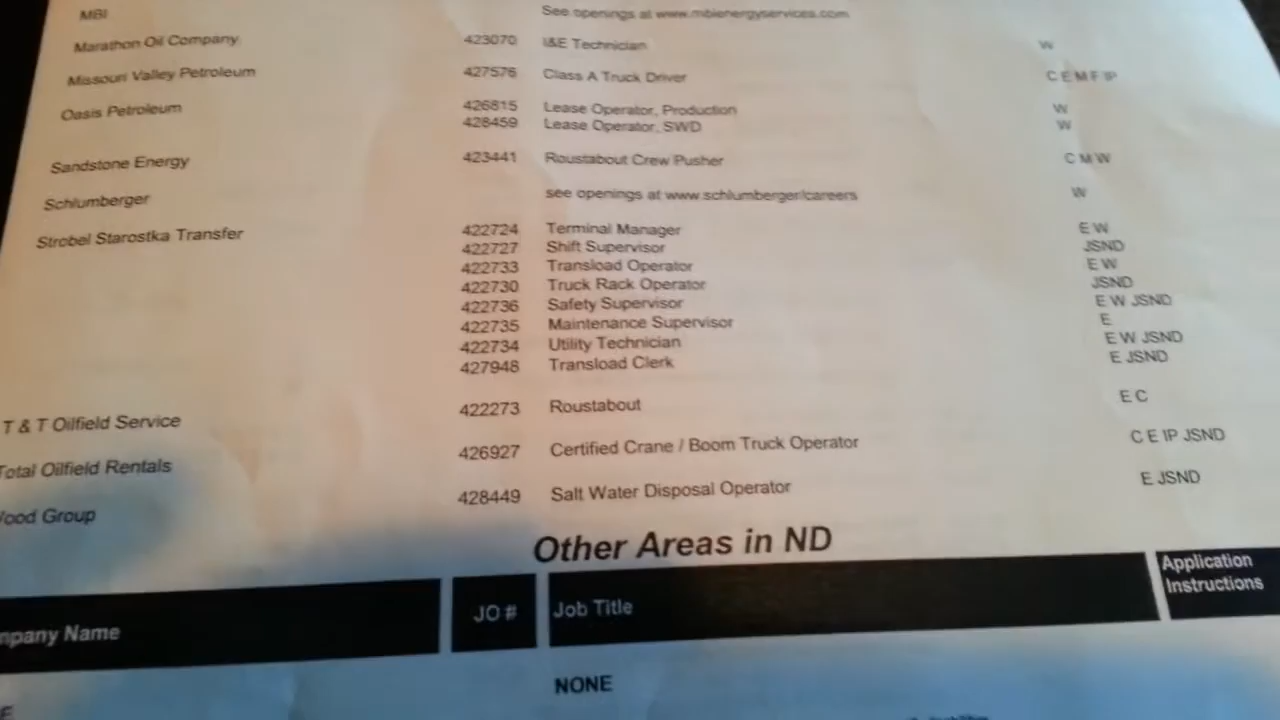 MBI See openings at www.mbienergyservices.com
Marathon Oil Company 423070 I&E Technician W
Missouri Valley Petroleum 427576 Class A Truck Driver C E M F IP
Oasis Petroleum 426815 Lease Operator, Production W
428459 Lease Operator, SWD W
Sandstone Energy 423441 Roustabout Crew Pusher C M W
Schlumberger see openings at www.schlumberger/careers W
Strobel Starostka Transfer 422724 Terminal Manager E W
422727 Shift Supervisor JSND
422733 Transload Operator E W
422730 Truck Rack Operator JSND
422736 Safety Supervisor E W JSND
422735 Maintenance Supervisor E
422734 Utility Technician E W JSND
427948 Transload Clerk E JSND
T & T Oilfield Service 422273 Roustabout E C
Total Oilfield Rentals 426927 Certified Crane / Boom Truck Operator C E IP JSND
ood Group 428449 Salt Water Disposal Operator E JSND
Other Areas in ND
mpany Name JO # Job Title Application Instructions
NONE